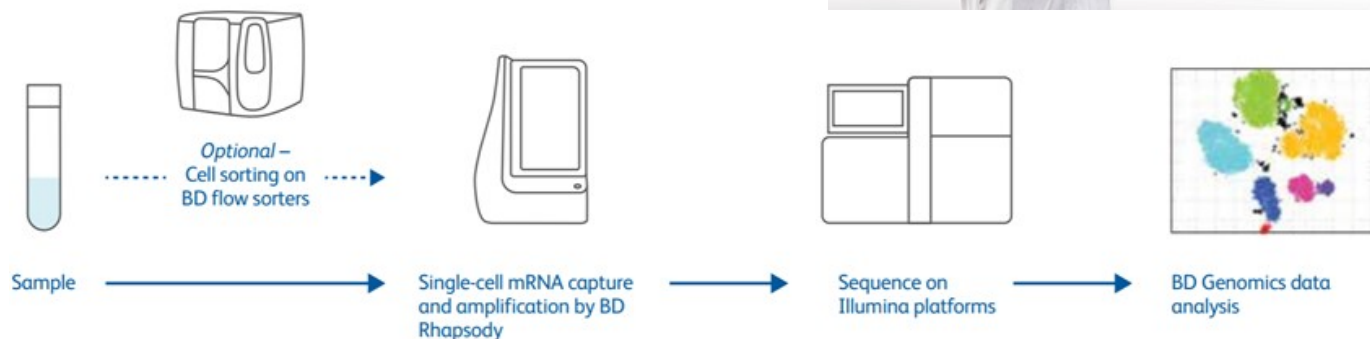 Optional –
Cell sorting on
BD flow sorters
Sample
Single-cell mRNA capture
and amplification by BD
Rhapsody
Sequence on
Illumina platforms
BD Genomics data
analysis